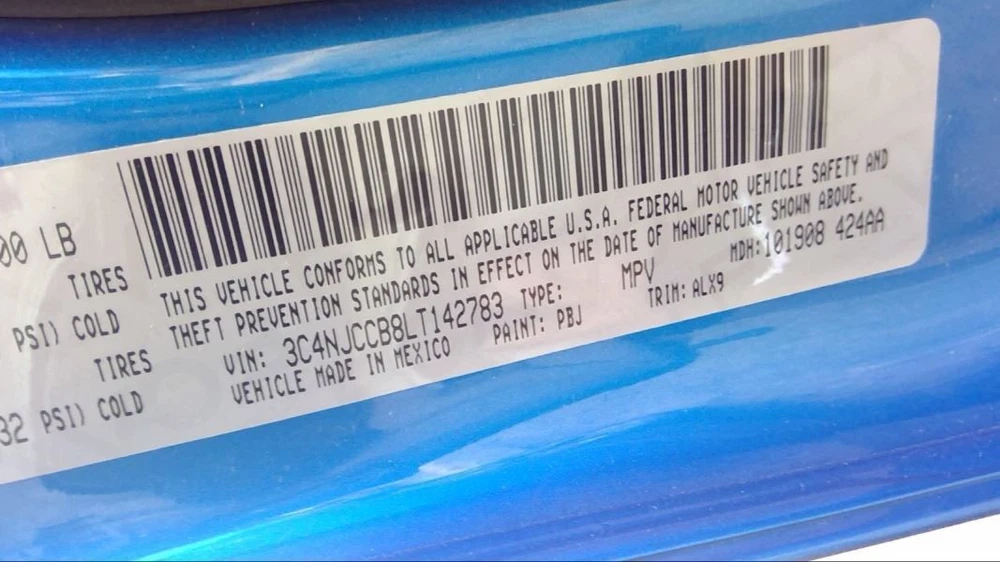 00 LB
TIRES
PSI) COLD
TIRES
32 PSI) COLD
THIS VEHICLE CONFORMS TO ALL APPLICABLE U.S.A. FEDERAL MOTOR VEHICLE SAFETY AND
THEFT PREVENTION STANDARDS IN EFFECT ON THE DATE OF MANUFACTURE SHOWN ABOVE.
VIN: 3C4NJCCB8LT142783 TYPE: MPV MDH:101908 424AA
VEHICLE MADE IN MEXICO PAINT: PBJ TRIM: ALX9